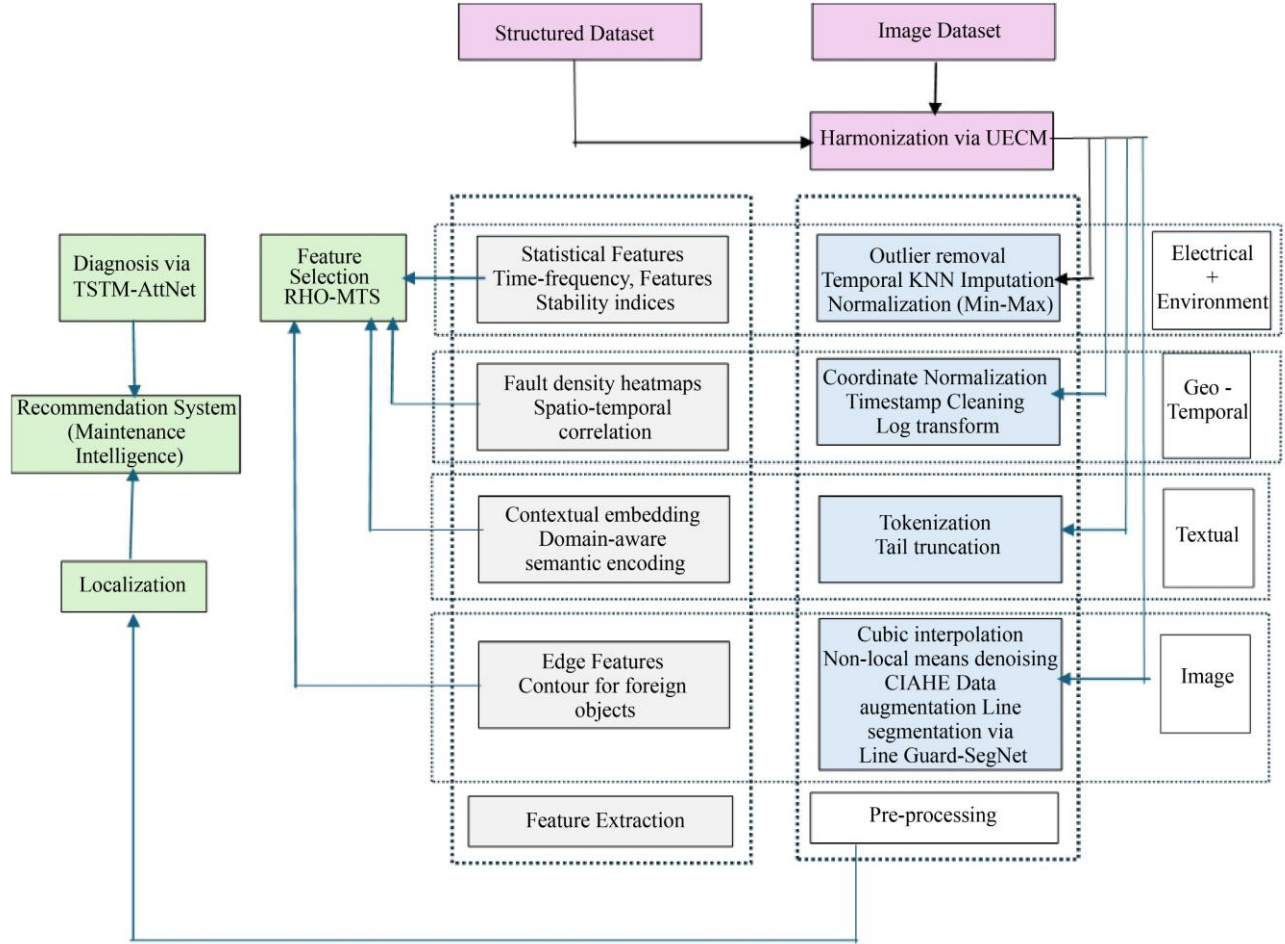 Structured Dataset
Image Dataset
Harmonization via UECM
Diagnosis via
TSTM-AttNet
Feature
Selection
RHO-MTS
Statistical Features
Time-frequency, Features
Stability indices
Outlier removal
Temporal KNN Imputation
Normalization (Min-Max)
Electrical
+
Environment
Recommendation System
(Maintenance
Intelligence)
Fault density heatmaps
Spatio-temporal
correlation
Coordinate Normalization
Timestamp Cleaning
Log transform
Geo -
Temporal
Localization
Contextual embedding
Domain-aware
semantic encoding
Tokenization
Tail truncation
Textual
Edge Features
Contour for foreign
objects
Cubic interpolation
Non-local means denoising
CIAHE Data
augmentation Line
segmentation via
Line Guard-SegNet
Image
Feature Extraction
Pre-processing